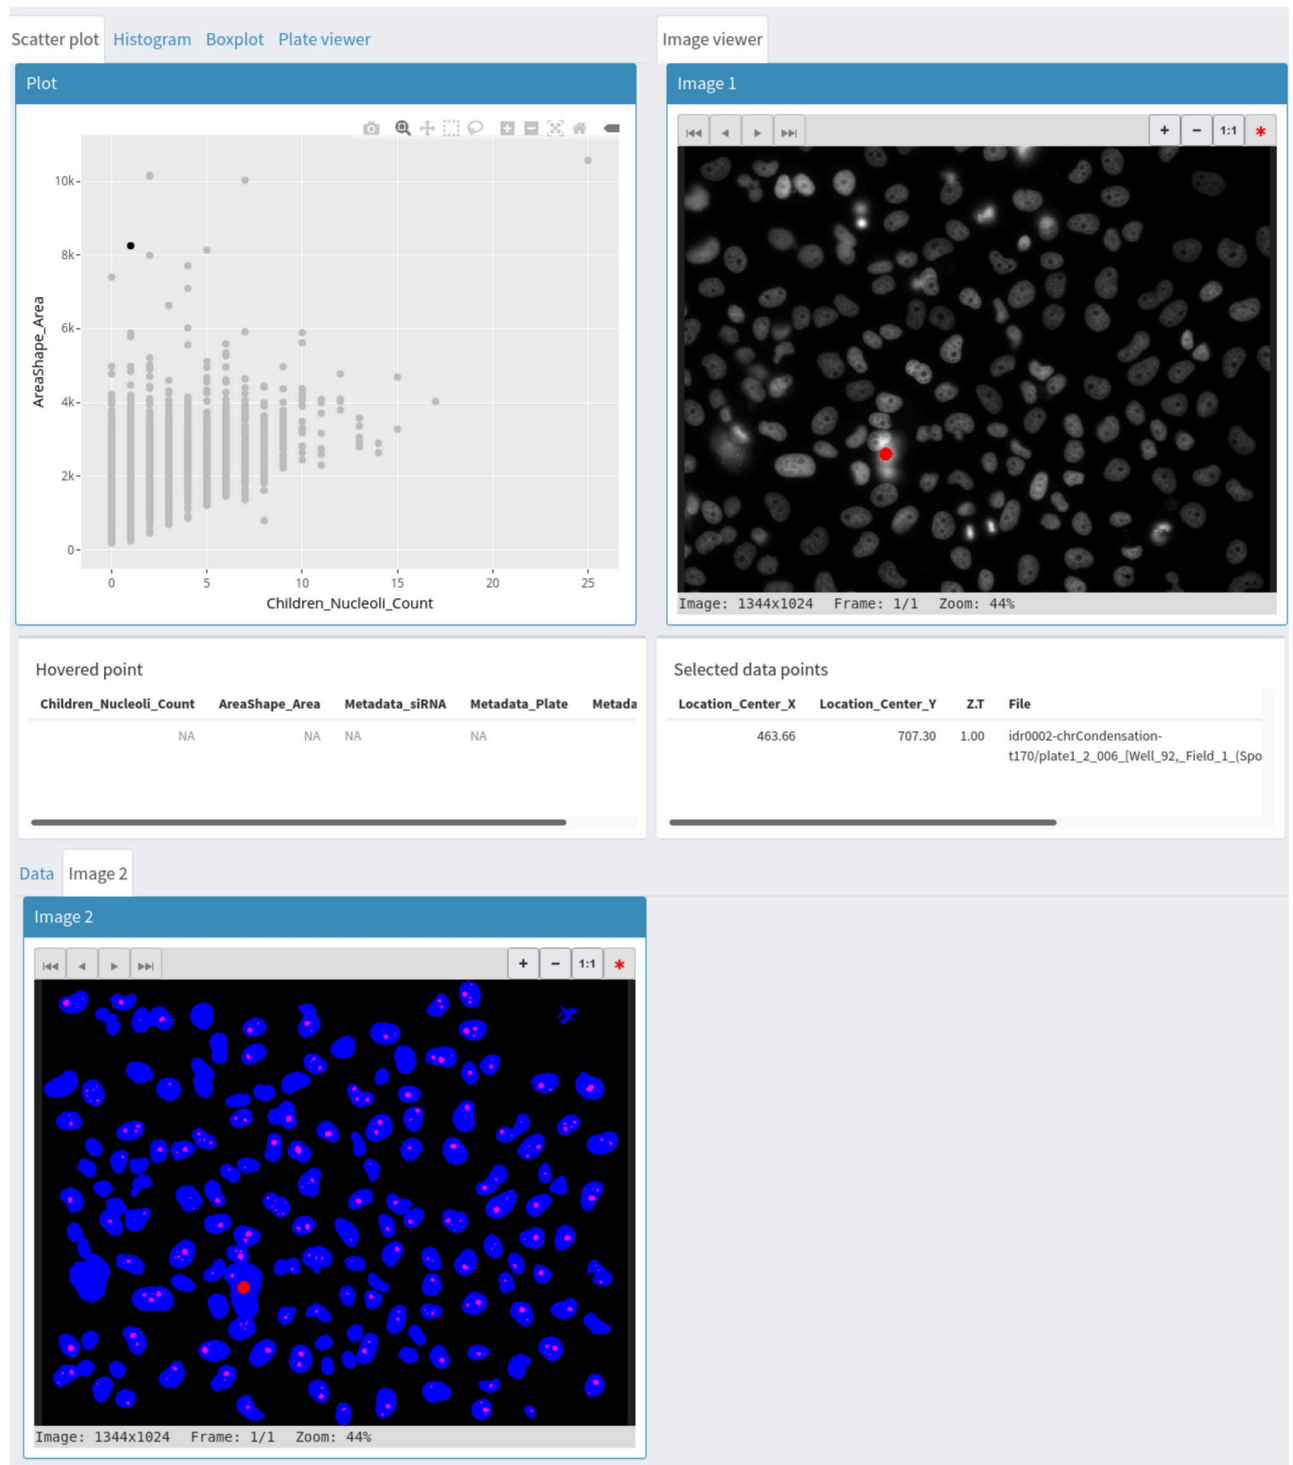 Scatter plot Histogram Boxplot Plate viewer
Image viewer
Plot
10k
8k
6k
4k
2k
0
AreaShape_Area
0 5 10 15 20 25
Children_Nucleoli_Count
Image 1
+ − 1:1 *
Image: 1344x1024 Frame: 1/1 Zoom: 44%
Hovered point
Children_Nucleoli_Count AreaShape_Area Metadata_siRNA Metadata_Plate Metada
NA NA NA NA
Selected data points
Location_Center_X Location_Center_Y Z.T File
463.66 707.30 1.00 idr0002-chrCondensation-
t170/plate1_2_006_[Well_92,_Field_1_(Spo
Data Image 2
Image 2
+ − 1:1 *
Image: 1344x1024 Frame: 1/1 Zoom: 44%